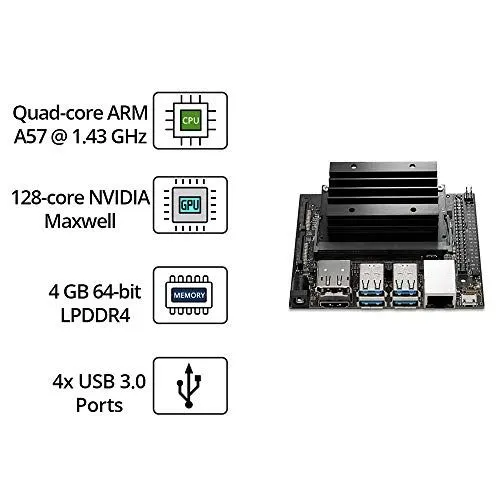 Quad-core ARM
A57 @ 1.43 GHz
CPU
128-core NVIDIA
Maxwell
GPU
4 GB 64-bit
LPDDR4
MEMORY
4x USB 3.0
Ports